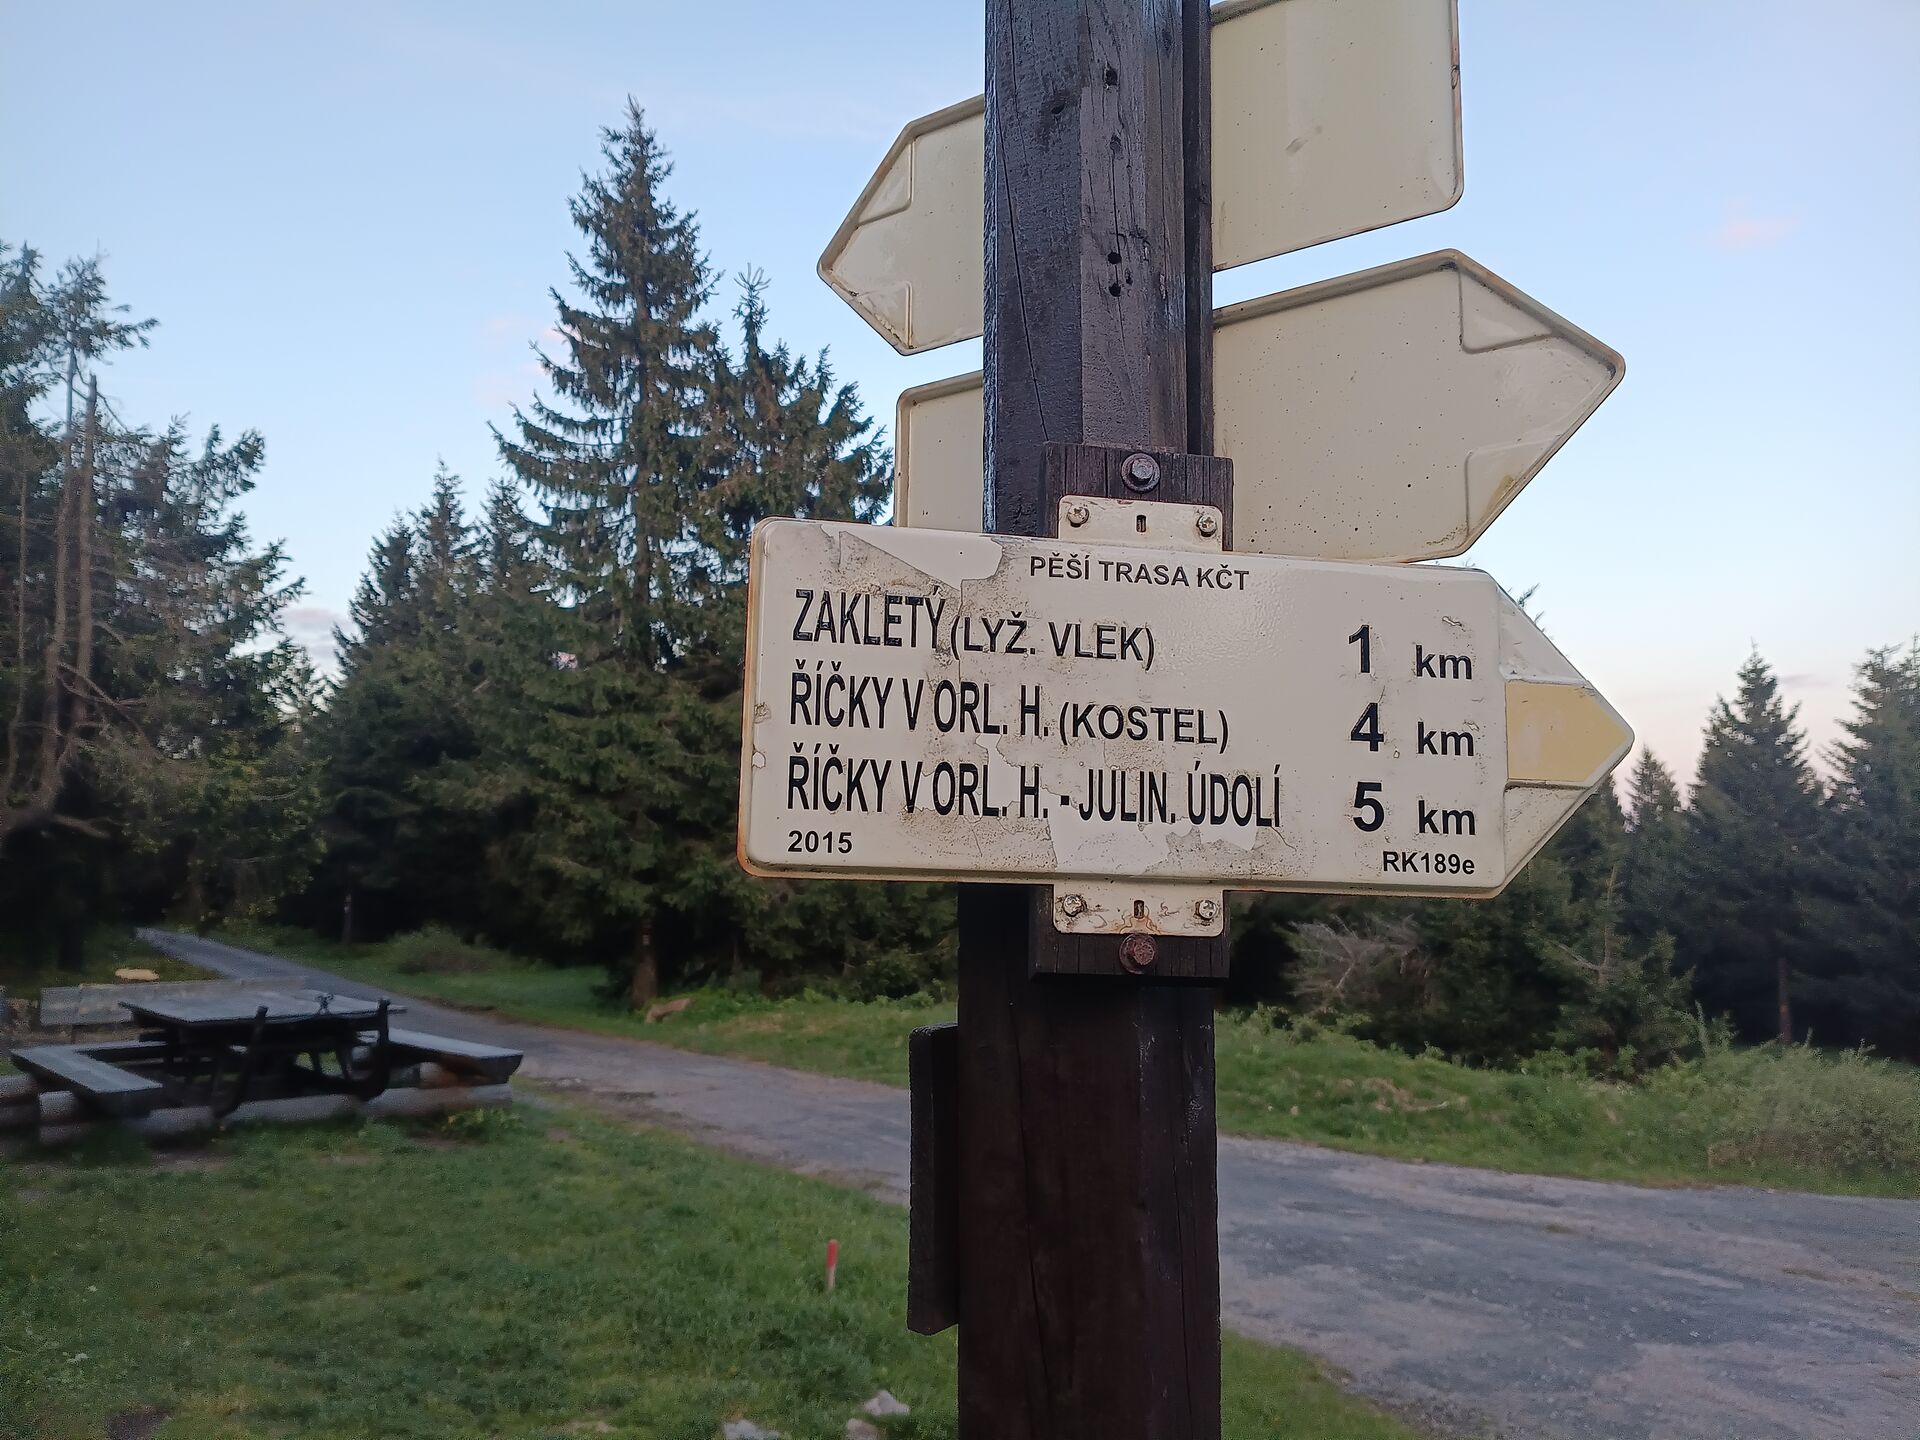 PĚŠÍ TRASA KČT
ZAKLETÝ (LYŽ. VLEK) 1 km
ŘÍČKY V ORL. H. (KOSTEL) 4 km
ŘÍČKY V ORL. H. - JULIN. ÚDOLÍ 5 km
2015 RK189e